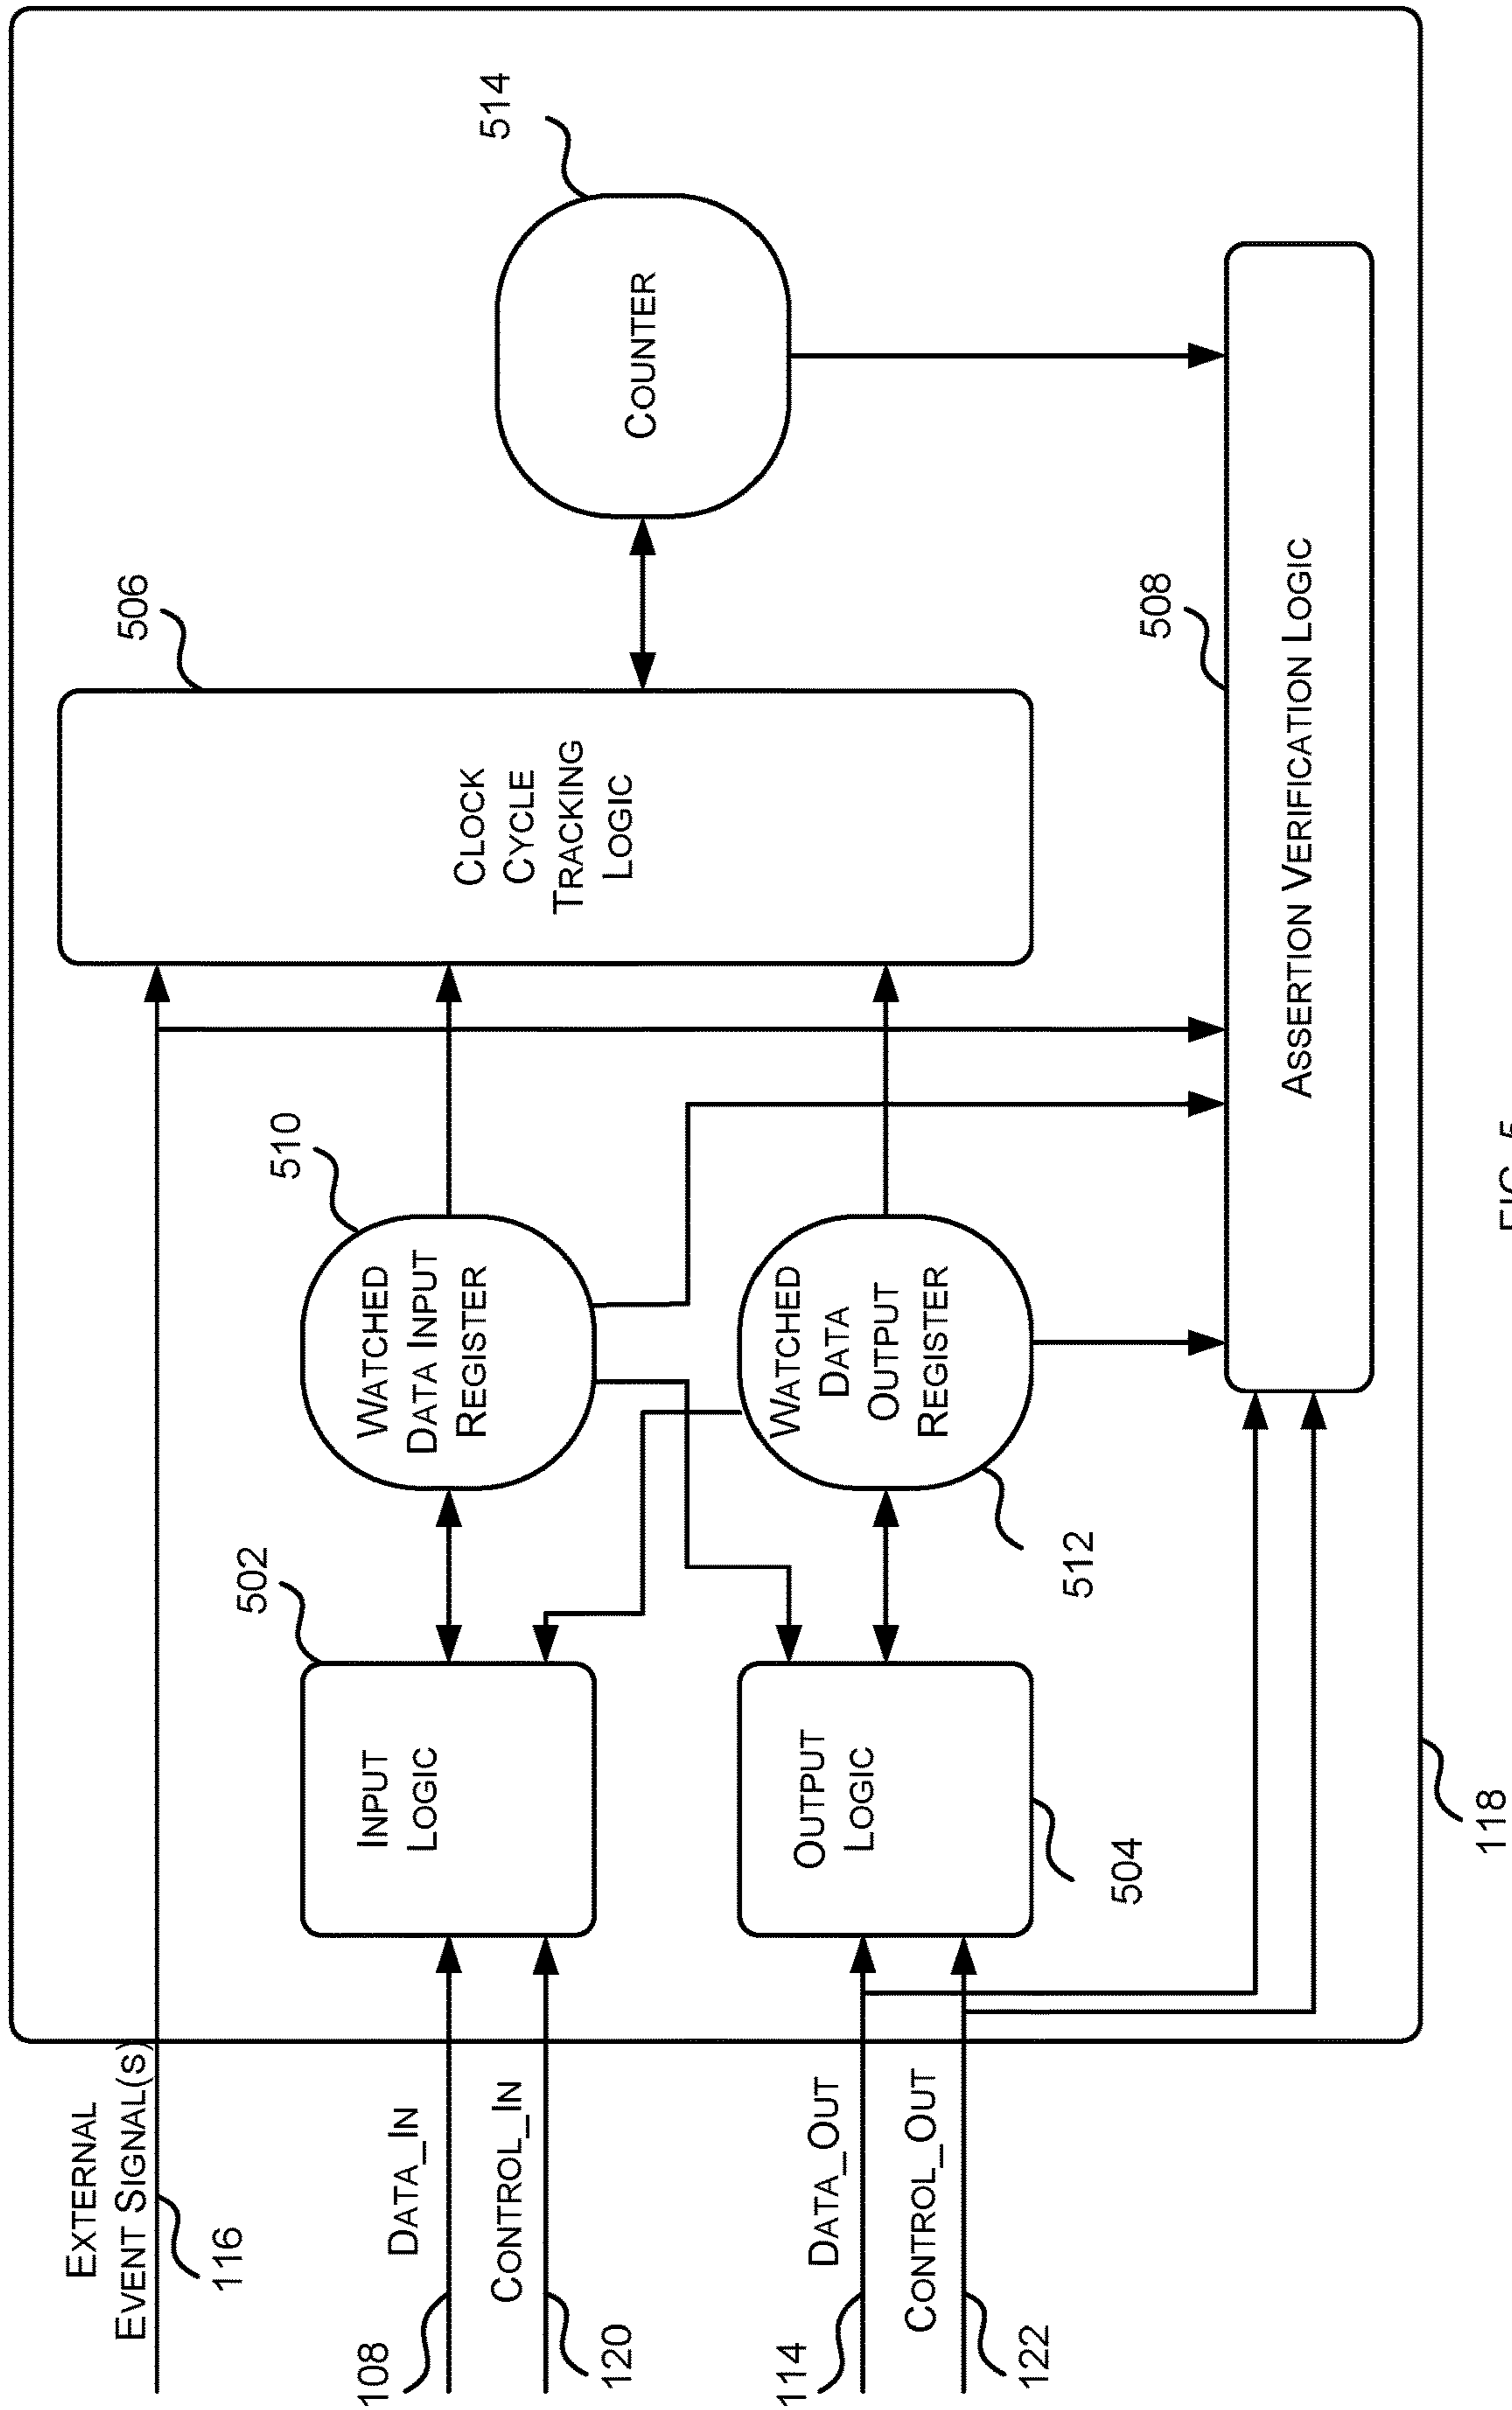 EXTERNAL
EVENT SIGNAL(S)
116
DATA_IN
108
CONTROL_IN
120
DATA_OUT
114
CONTROL_OUT
122
INPUT
LOGIC
502
OUTPUT
LOGIC
504
WATCHED
DATA INPUT
REGISTER
510
WATCHED
DATA
OUTPUT
REGISTER
512
CLOCK
CYCLE
TRACKING
LOGIC
506
COUNTER
514
ASSERTION VERIFICATION LOGIC
508
118
FIG. 5